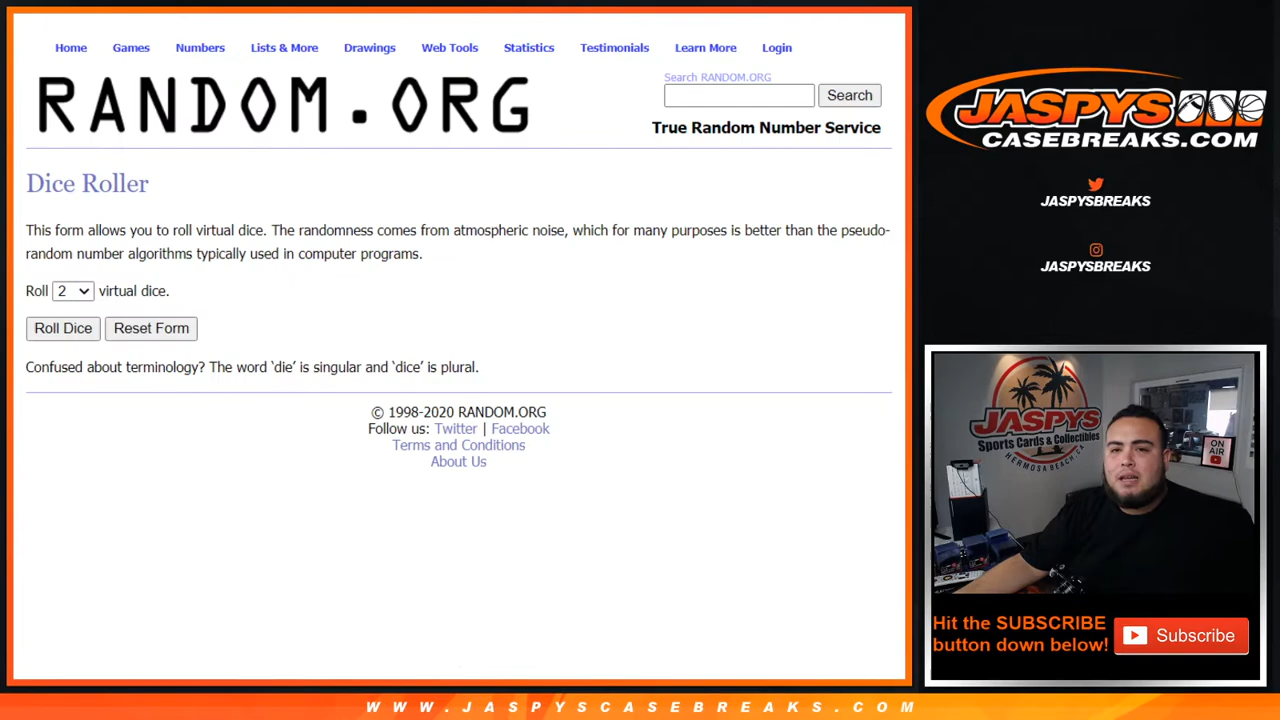 Home Games Numbers Lists & More Drawings Web Tools Statistics Testimonials Learn More Login
RANDOM.ORG
Search RANDOM.ORG
Search
True Random Number Service
Dice Roller
This form allows you to roll virtual dice. The randomness comes from atmospheric noise, which for many purposes is better than the pseudo-
random number algorithms typically used in computer programs.
Roll 2 virtual dice.
Roll Dice Reset Form
Confused about terminology? The word ‘die’ is singular and ‘dice’ is plural.
© 1998-2020 RANDOM.ORG
Follow us: Twitter | Facebook
Terms and Conditions
About Us
JASPYS
CASEBREAKS.COM
JASPYSBREAKS
JASPYSBREAKS
JASPYS
Sports Cards & Collectibles
HERMOSA BEACH, CA
ON
AIR
Hit the SUBSCRIBE
button down below!
Subscribe
WWW.JASPYSCASEBREAKS.COM